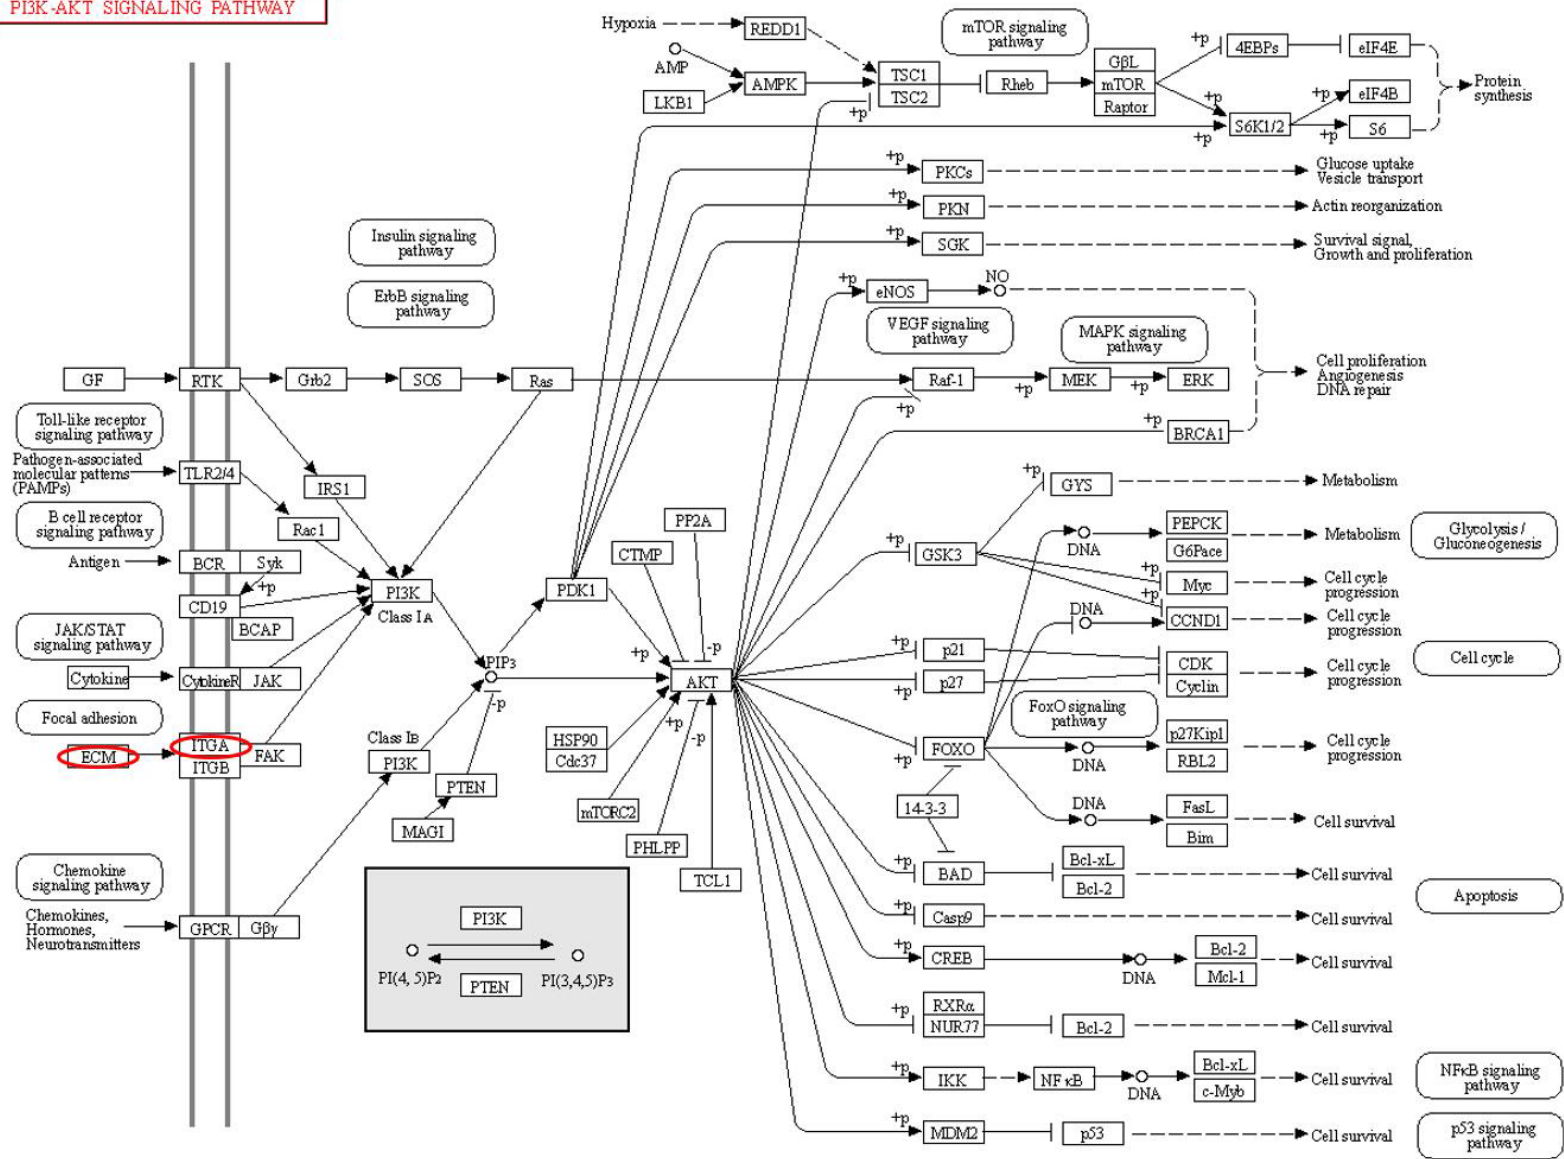 PI3K-AKT SIGNALING PATHWAY
Hypoxia
REDD1
mTOR signaling
pathway
AMP
AMPK
LKB1
TSC1
TSC2
+p
Rheb
GβL
mTOR
Raptor
+p
4EBPs
eIF4E
+p
+p
S6K1/2
+p
eIF4B
+p
S6
Protein
synthesis
+p
PKCs
Glucose uptake
Vesicle transport
+p
PKN
Actin reorganization
+p
SGK
Survival signal,
Growth and proliferation
Insulin signaling
pathway
ErbB signaling
pathway
+p
eNOS
NO
VEGF signaling
pathway
MAPK signaling
pathway
GF
RTK
Grb2
SOS
Ras
Raf-1
+p
+p
MEK
+p
ERK
Cell proliferation
Angiogenesis
DNA repair
+p
BRCA1
Toll-like receptor
signaling pathway
Pathogen-associated
molecular patterns
(PAMPs)
TLR2/4
IRS1
Rac1
B cell receptor
signaling pathway
Antigen
BCR
Syk
+p
CD19
BCAP
PI3K
Class IA
PDK1
CTMP
PP2A
+p
-p
JAK/STAT
signaling pathway
Cytokine
CytokineR
JAK
PIP3
-p
AKT
Focal adhesion
ECM
ITGA
ITGB
FAK
Class IB
PI3K
PTEN
MAGI
HSP90
Cdc37
+p
-p
mTORC2
PHLPP
TCL1
Chemokine
signaling pathway
Chemokines,
Hormones,
Neurotransmitters
GPCR
Gβγ
PI3K
PI(4, 5)P2
PI(3,4,5)P3
PTEN
+p
GYS
Metabolism
+p
GSK3
DNA
PEPCK
G6Pace
Metabolism
Glycolysis /
Gluconeogenesis
+p
Myc
Cell cycle
progression
+p
DNA
CCND1
Cell cycle
progression
+p
p21
+p
p27
CDK
Cyclin
Cell cycle
progression
Cell cycle
FoxO signaling
pathway
+p
FOXO
DNA
p27Kip1
RBL2
Cell cycle
progression
14-3-3
DNA
FasL
Bim
Cell survival
+p
BAD
Bcl-xL
Bcl-2
Cell survival
Apoptosis
+p
Casp9
Cell survival
+p
CREB
DNA
Bcl-2
Mcl-1
Cell survival
+p
RXRα
NUR77
Bcl-2
Cell survival
+p
IKK
NFκB
DNA
Bcl-xL
c-Myb
Cell survival
NFκB signaling
pathway
+p
MDM2
p53
Cell survival
p53 signaling
pathway